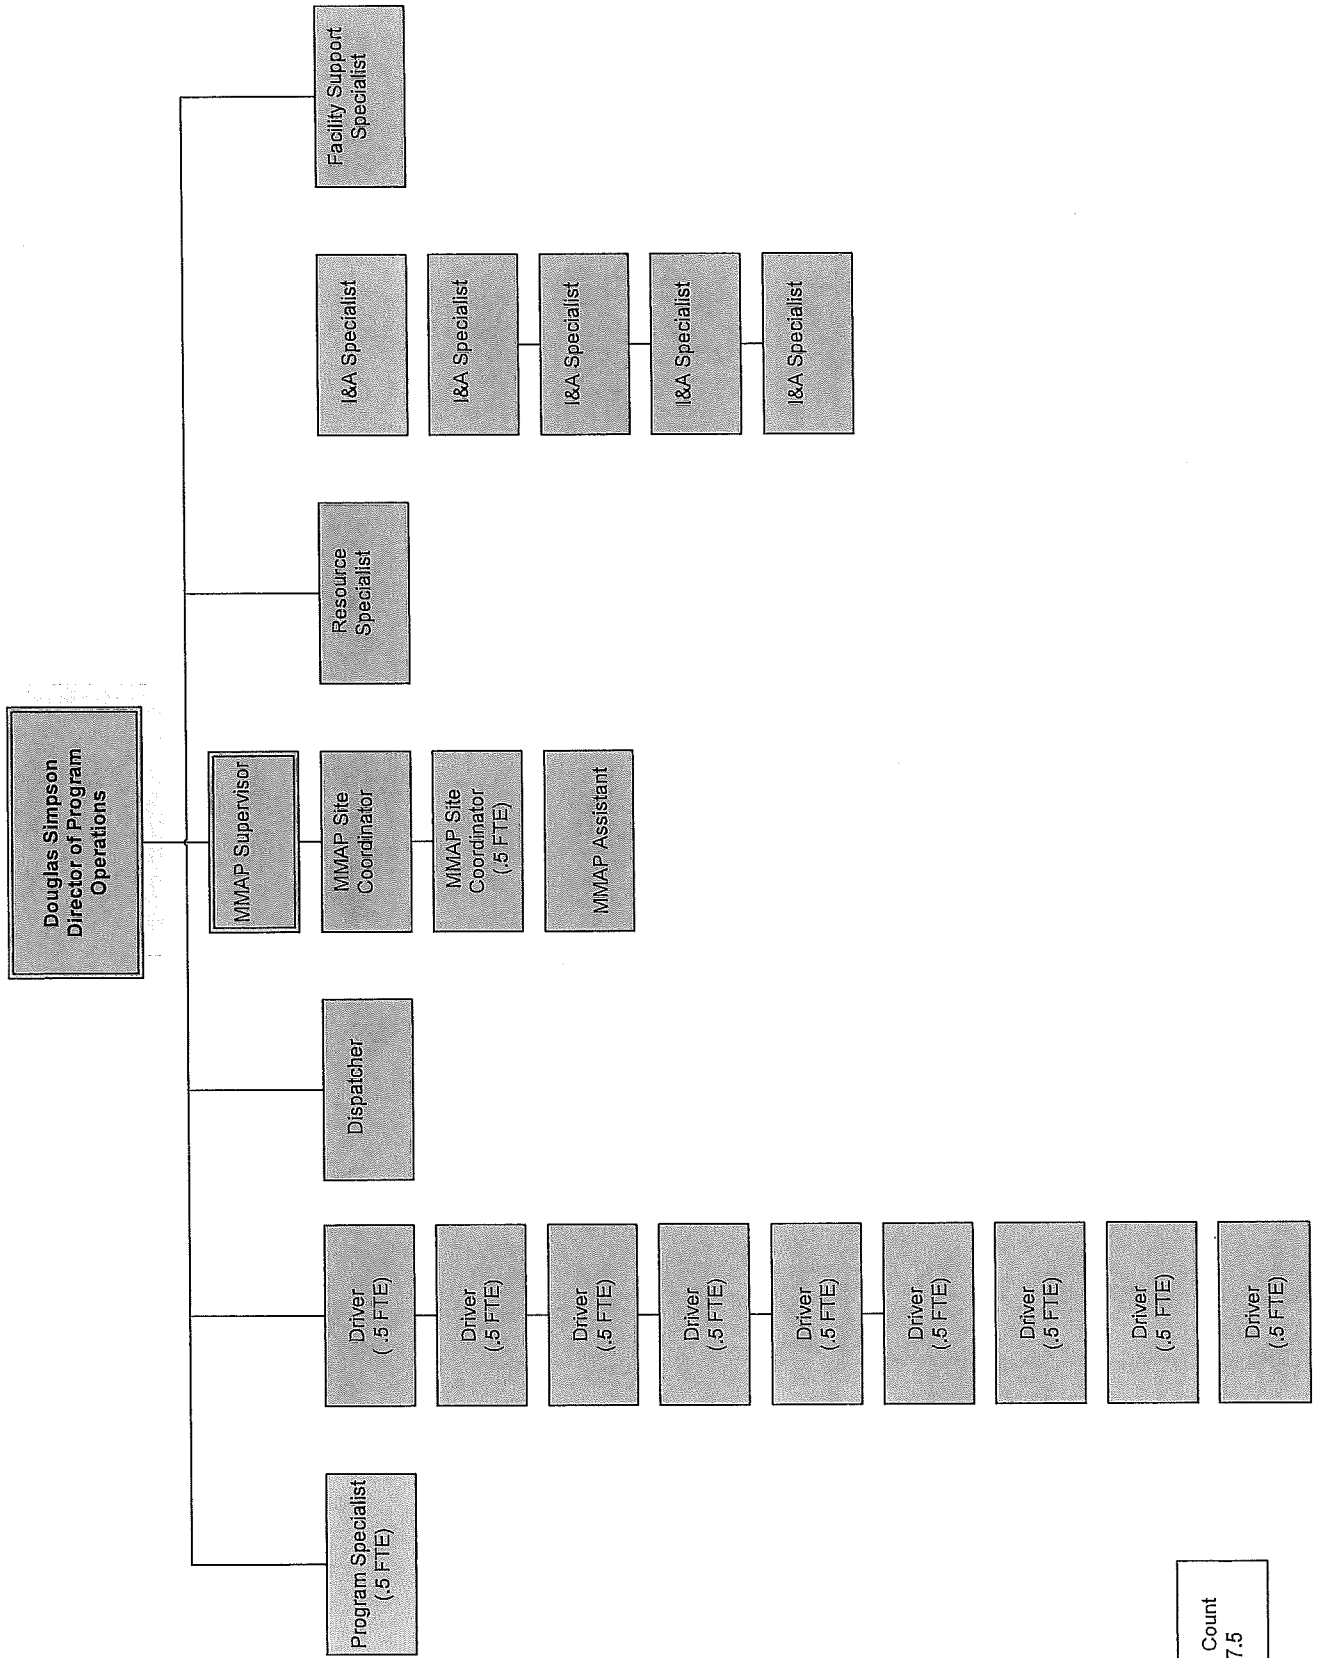 Douglas Simpson
Director of Program
Operations
MMAP Supervisor
Program Specialist
(.5 FTE)
Driver
( .5 FTE)
Driver
(.5 FTE)
Driver
(.5 FTE)
Driver
(.5 FTE)
Driver
(.5 FTE)
Driver
(.5 FTE)
Driver
(.5 FTE)
Driver
(.5 FTE)
Driver
(.5 FTE)
Dispatcher
MMAP Site
Coordinator
MMAP Site
Coordinator
(.5 FTE)
MMAP Assistant
Resource
Specialist
I&A Specialist
I&A Specialist
I&A Specialist
I&A Specialist
I&A Specialist
Facility Support
Specialist
Count
7.5